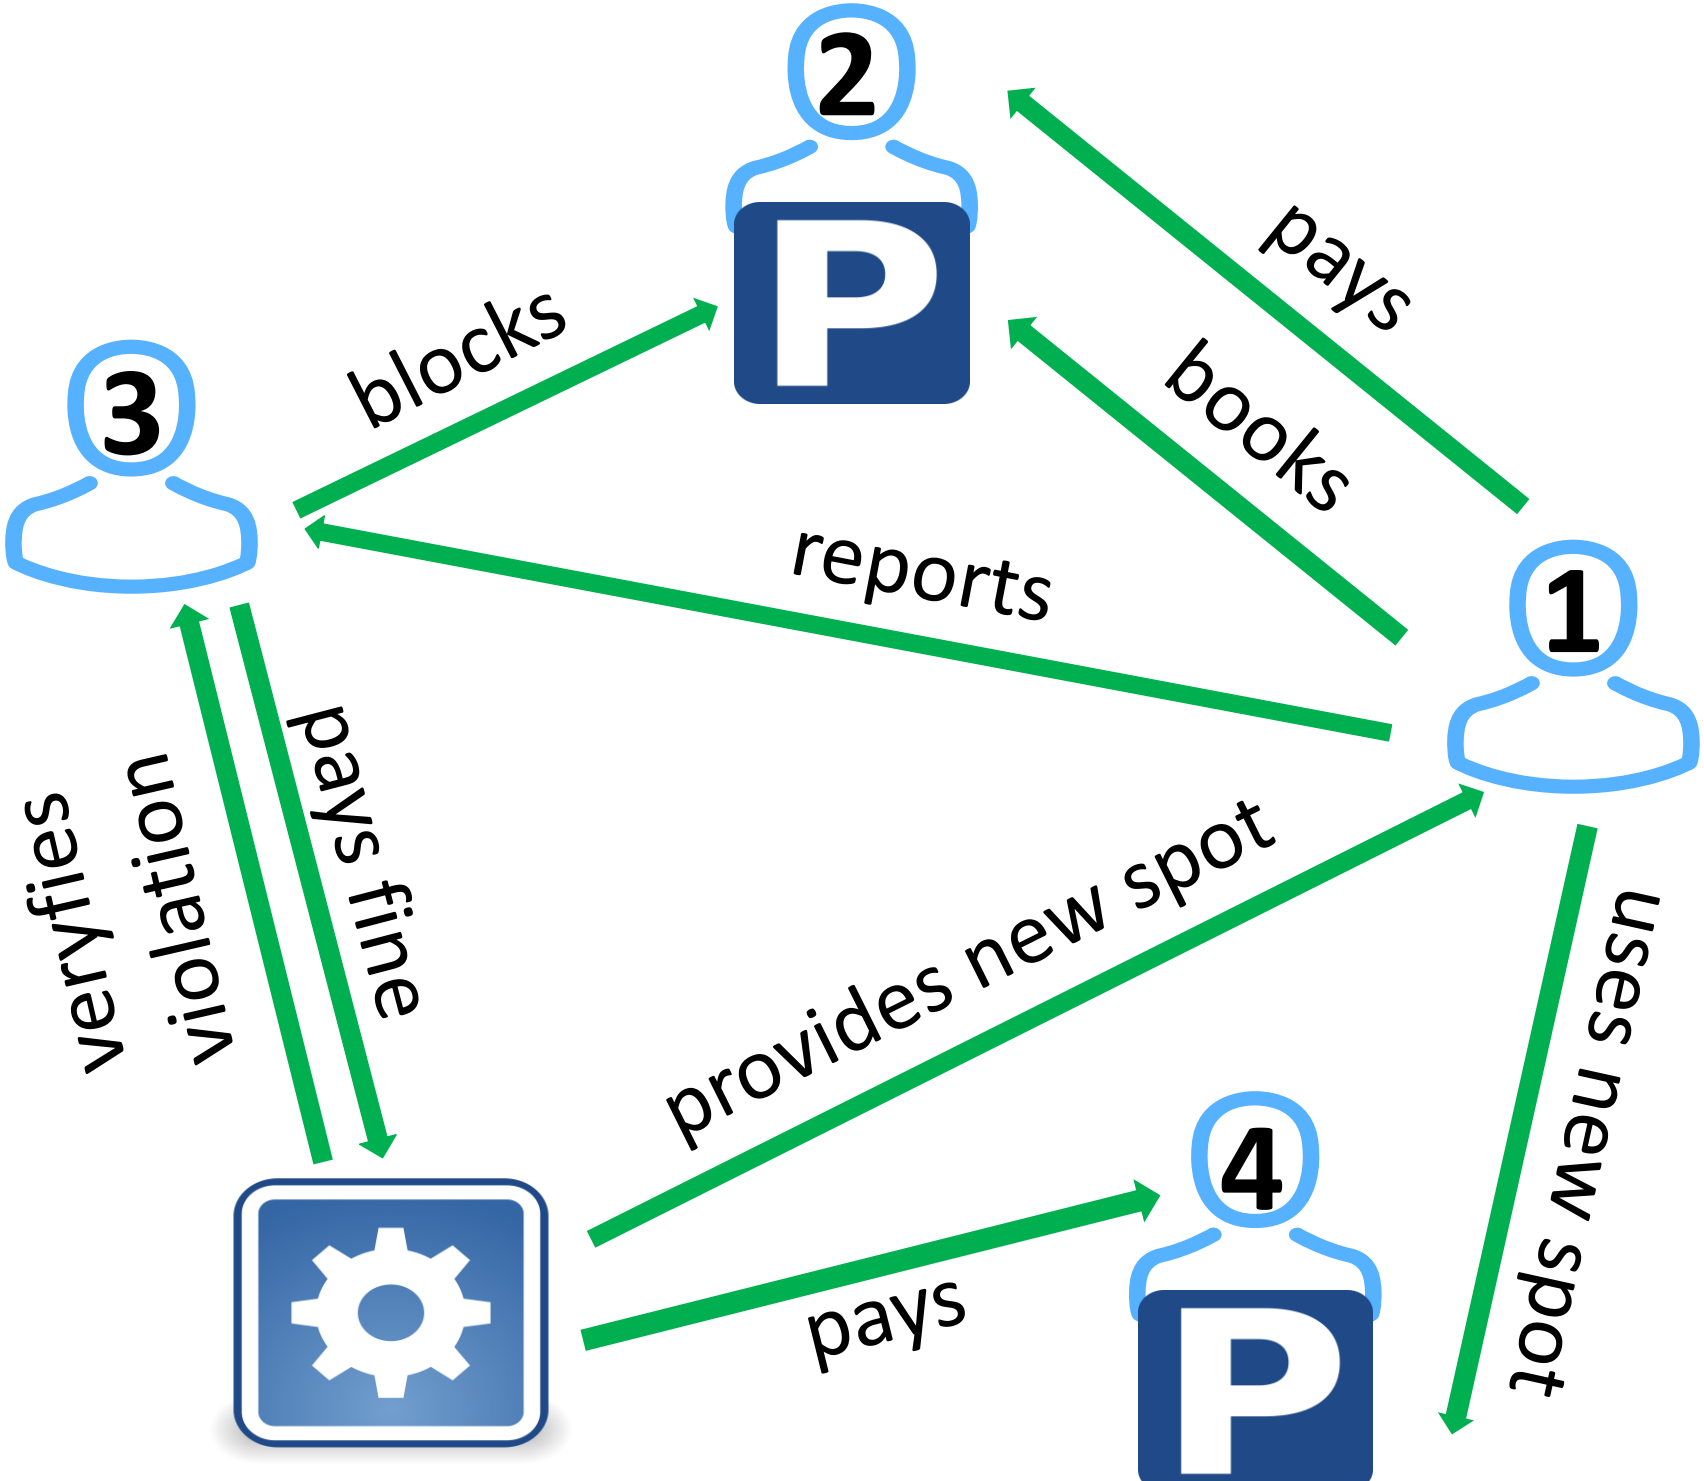 2
P
pays
blocks
books
3
reports
1
pays fine
veryfies
violation
provides new spot
uses new spot
4
pays
P